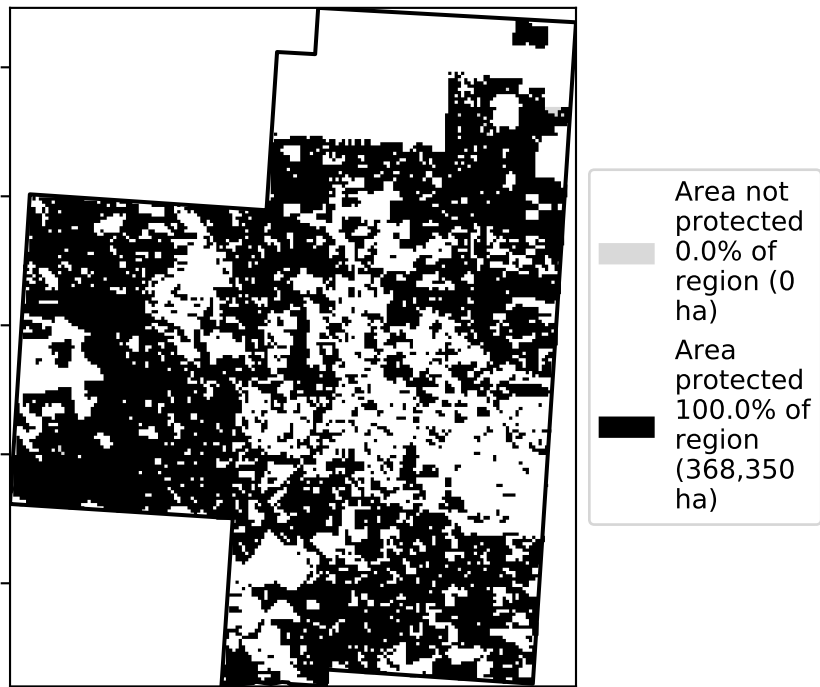 Area not
protected
0.0% of
region (0
ha)
Area
protected
100.0% of
region
(368,350
ha)